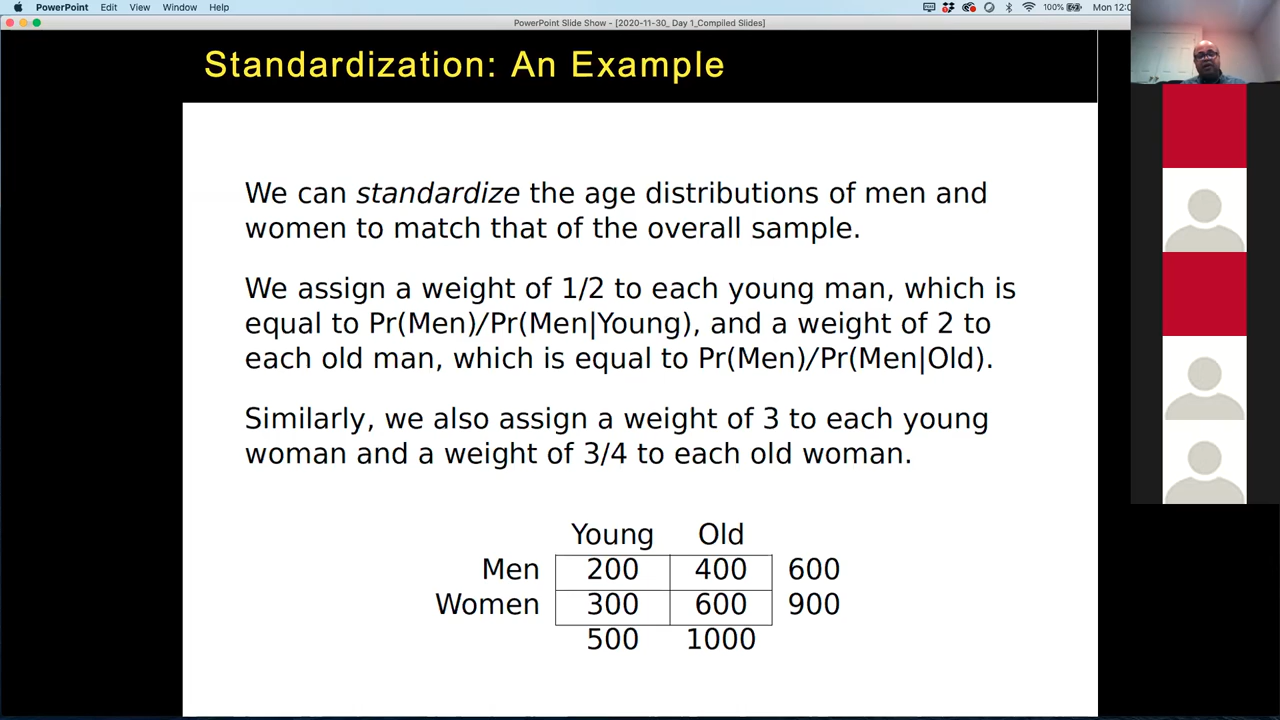 PowerPoint Edit View Window Help 100% Mon 12:0
PowerPoint Slide Show - [2020-11-30_ Day 1_Compiled Slides]
Standardization: An Example
We can standardize the age distributions of men and
women to match that of the overall sample.
We assign a weight of 1/2 to each young man, which is
equal to Pr(Men)/Pr(Men|Young), and a weight of 2 to
each old man, which is equal to Pr(Men)/Pr(Men|Old).
Similarly, we also assign a weight of 3 to each young
woman and a weight of 3/4 to each old woman.
Young Old
Men 200 400 600
Women 300 600 900
500 1000